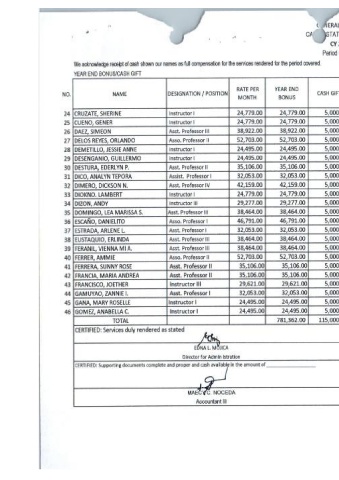 We acknowledge receipt of cash shown our names as full compensation for the services rendered for the period covered.
YEAR END BONUS/CASH GIFT
NO. NAME DESIGNATION / POSITION RATE PER MONTH YEAR END BONUS CASH GIF
24 CRUZATE, SHERINE Instructor I 24,779.00 24,779.00 5,000
25 CUENO, GENER Instructor I 24,779.00 24,779.00 5,000
26 DAEZ, SIMEON Asst. Professor III 38,922.00 38,922.00 5,000
27 DELOS REYES, ORLANDO Asso. Professor II 52,703.00 52,703.00 5,000
28 DEMETILLO, JESSIE ANNE Instructor I 24,495.00 24,495.00 5,000
29 DESENGANIO, GUILLERMO Instructor I 24,495.00 24,495.00 5,000
30 DESTURA, EDERLYN P. Asst. Professor II 35,106.00 35,106.00 5,000
31 DICO, ANALYN TEPORA Assist. Professor I 32,053.00 32,053.00 5,000
32 DIMERO, DICKSON N. Asst. Professor IV 42,159.00 42,159.00 5,000
33 DIOKNO, LAMBERT Instructor I 24,779.00 24,779.00 5,000
34 DIZON, ANDY Instructor III 29,277.00 29,277.00 5,000
35 DOMINGO, LEA MARISSA S. Asst. Professor III 38,464.00 38,464.00 5,000
36 ESCAÑO, DANIELITO Asso. Professor I 46,791.00 46,791.00 5,000
37 ESTRADA, ARLENE L. Asst. Professor I 32,053.00 32,053.00 5,000
38 EUSTAQUIO, ERLINDA Asst. Professor III 38,464.00 38,464.00 5,000
39 FERANIL, VIENNA MI A. Asst. Professor III 38,464.00 38,464.00 5,000
40 FERRER, AMMIE Asso. Professor II 52,703.00 52,703.00 5,000
41 FERRERA, SUNNY ROSE Asst. Professor II 35,106.00 35,106.00 5,000
42 FRANCIA, MARIA ANDREA Asst. Professor II 35,106.00 35,106.00 5,000
43 FRANCISCO, JOETHER Instructor III 29,621.00 29,621.00 5,000
44 GAMUYAO, ZANNIE I. Asst. Professor I 32,053.00 32,053.00 5,000
45 GANA, MARY ROSELLE Instructor I 24,495.00 24,495.00 5,000
46 GOMEZ, ANABELLA C. Instructor I 24,495.00 24,495.00 5,000
TOTAL 781,362.00 115,000
CERTIFIED: Services duly rendered as stated
EDNA L. MOJICA
Director for Admin istration
CERTIFIED: Supporting documents complete and proper and cash available in the amount of
NOCEDA
Accountant III